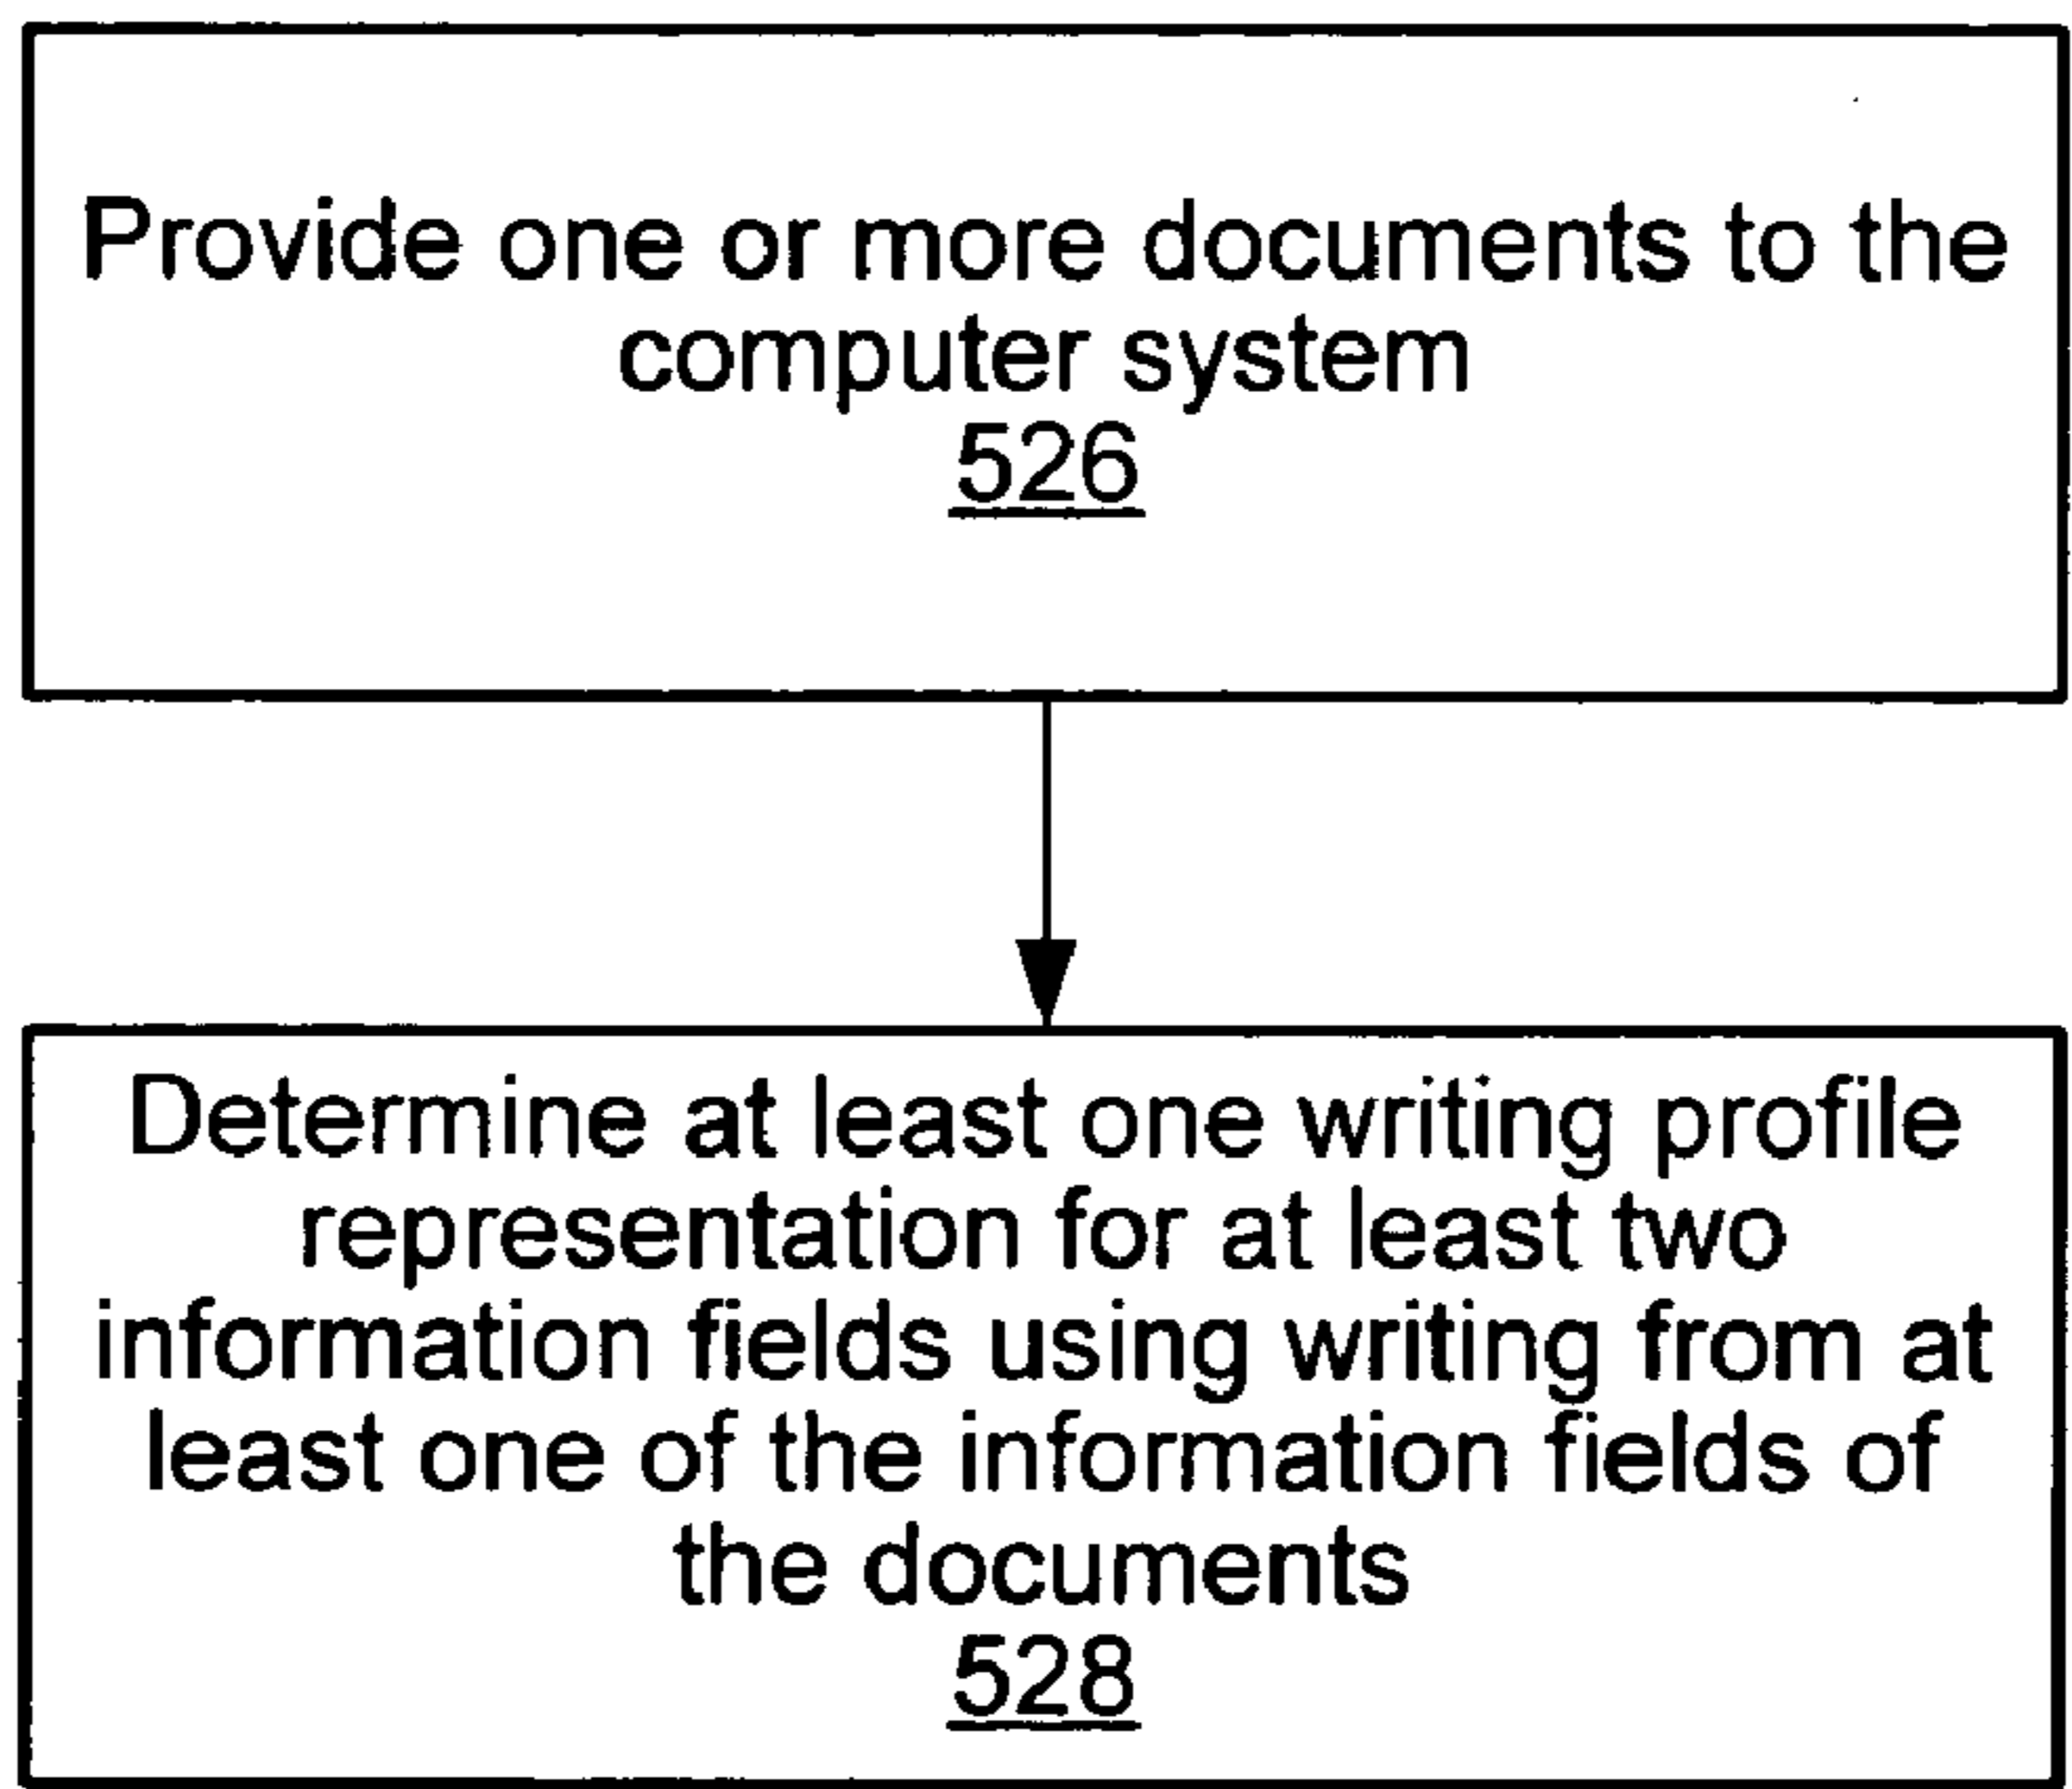 Provide one or more documents to the
computer system
526
Determine at least one writing profile
representation for at least two
information fields using writing from at
least one of the information fields of
the documents
528